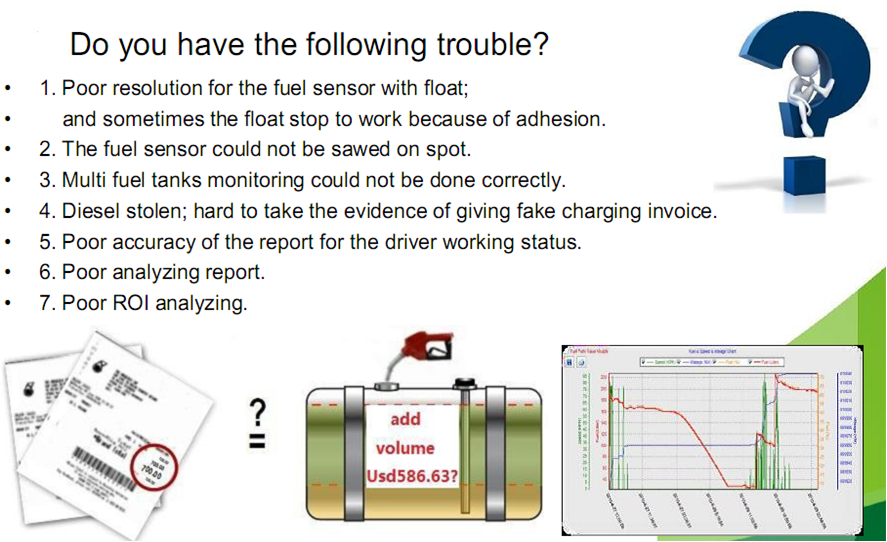 Do you have the following trouble?
• 1. Poor resolution for the fuel sensor with float;
• and sometimes the float stop to work because of adhesion.
• 2. The fuel sensor could not be sawed on spot.
• 3. Multi fuel tanks monitoring could not be done correctly.
• 4. Diesel stolen; hard to take the evidence of giving fake charging invoice.
• 5. Poor accuracy of the report for the driver working status.
• 6. Poor analyzing report.
• 7. Poor ROI analyzing.
700.00
?
=
add
volume
Usd586.63?